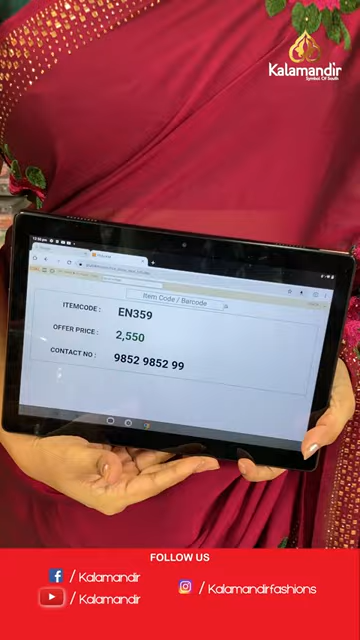 Kalamandir
Symbol Of South
Item Code / Barcode
ITEMCODE : EN359
OFFER PRICE : 2,550
CONTACT NO : 9852 9852 99
FOLLOW US
/ Kalamandir
/ Kalamandirfashions
/ Kalamandir